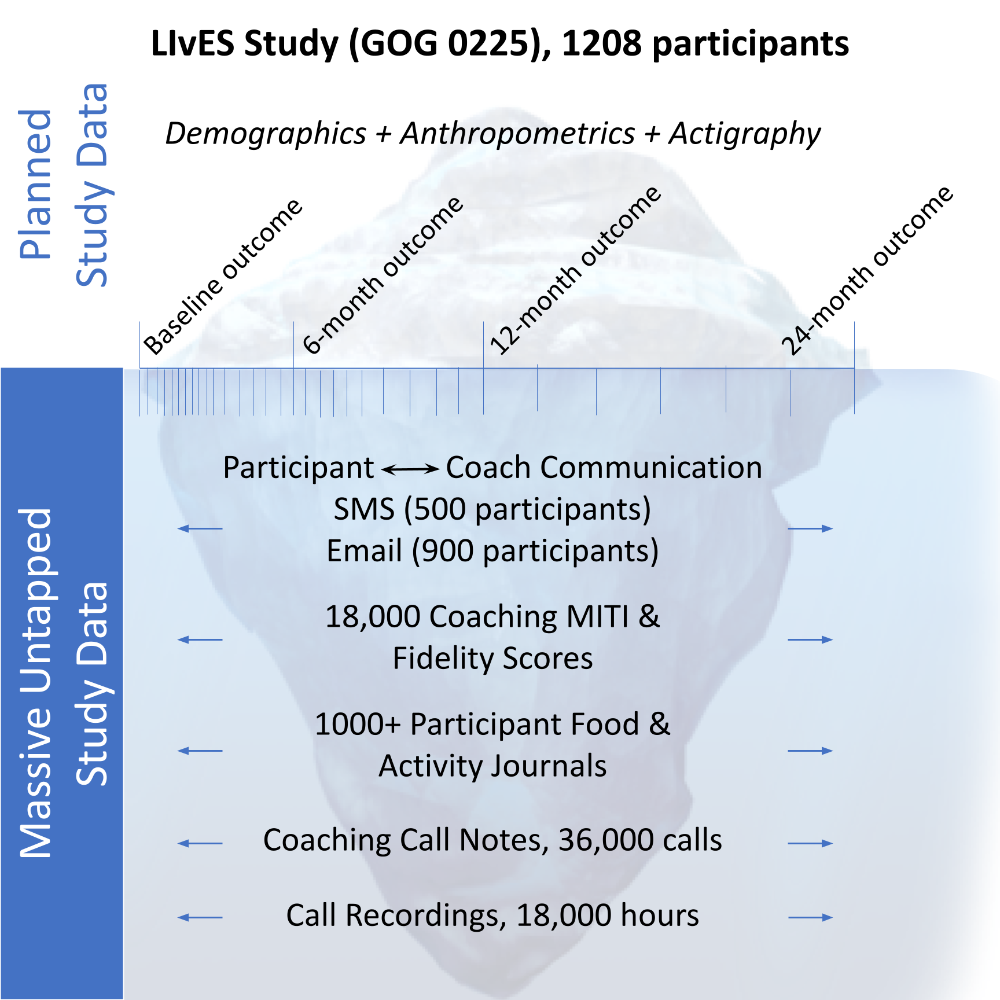 LIvES Study (GOG 0225), 1208 participants
Planned
Study Data
Demographics + Anthropometrics + Actigraphy
Baseline outcome
6-month outcome
12-month outcome
24-month outcome
Massive Untapped
Study Data
Participant ⟷ Coach Communication
SMS (500 participants)
Email (900 participants)
18,000 Coaching MITI &
Fidelity Scores
1000+ Participant Food &
Activity Journals
Coaching Call Notes, 36,000 calls
Call Recordings, 18,000 hours